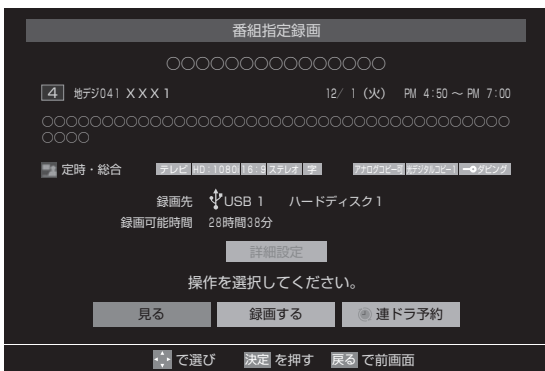 番組指定録画
○○○○○○○○○○○○○○○
4 地デジ041 XXX1 12/ 1 (火) PM 4:50 ~ PM 7:00
○○○○○○○○○○○○○○○○○○○○○○○○○○○○○○○○○○○○○○○
○○○○
定時・総合 テレビ HD:1080 16:9 ステレオ 字 アナログコピー可 光デジタルコピー1 ダビング
録画先 USB 1 ハードディスク1
録画可能時間 28時間38分
詳細設定
操作を選択してください。
見る 録画する 連ドラ予約
で選び 決定 を押す 戻る で前画面